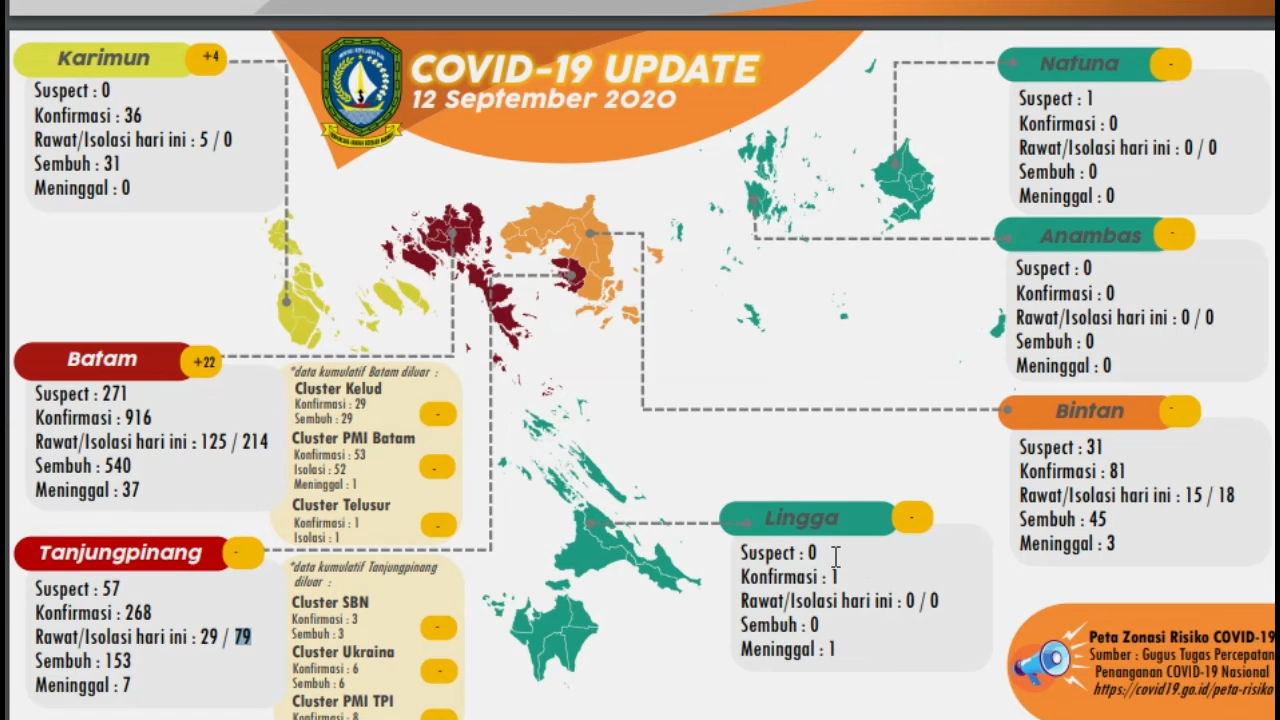 COVID-19 UPDATE
12 September 2020
Karimun
+4
Suspect : 0
Konfirmasi : 36
Rawat/Isolasi hari ini : 5 / 0
Sembuh : 31
Meninggal : 0
Batam
+22
Suspect : 271
Konfirmasi : 916
Rawat/Isolasi hari ini : 125 / 214
Sembuh : 540
Meninggal : 37
*data kumulatif Batam diluar :
Cluster Kelud
Konfirmasi : 29
Sembuh : 29
-
Cluster PMI Batam
Konfirmasi : 53
Isolasi : 52
Meninggal : 1
-
Cluster Telusur
Konfirmasi : 1
Isolasi : 1
-
Tanjungpinang
-
Suspect : 57
Konfirmasi : 268
Rawat/Isolasi hari ini : 29 / 79
Sembuh : 153
Meninggal : 7
*data kumulatif Tanjungpinang
diluar :
Cluster SBN
Konfirmasi : 3
Sembuh : 3
-
Cluster Ukraina
Konfirmasi : 6
Sembuh : 6
-
Cluster PMI TPI
Konfirmasi : 8
Natuna
-
Suspect : 1
Konfirmasi : 0
Rawat/Isolasi hari ini : 0 / 0
Sembuh : 0
Meninggal : 0
Anambas
-
Suspect : 0
Konfirmasi : 0
Rawat/Isolasi hari ini : 0 / 0
Sembuh : 0
Meninggal : 0
Bintan
-
Suspect : 31
Konfirmasi : 81
Rawat/Isolasi hari ini : 15 / 18
Sembuh : 45
Meninggal : 3
Lingga
-
Suspect : 0
Konfirmasi : 1
Rawat/Isolasi hari ini : 0 / 0
Sembuh : 0
Meninggal : 1
Peta Zonasi Risiko COVID-19
Sumber : Gugus Tugas Percepatan
Penanganan COVID-19 Nasional
https://covid19.go.id/peta-risiko